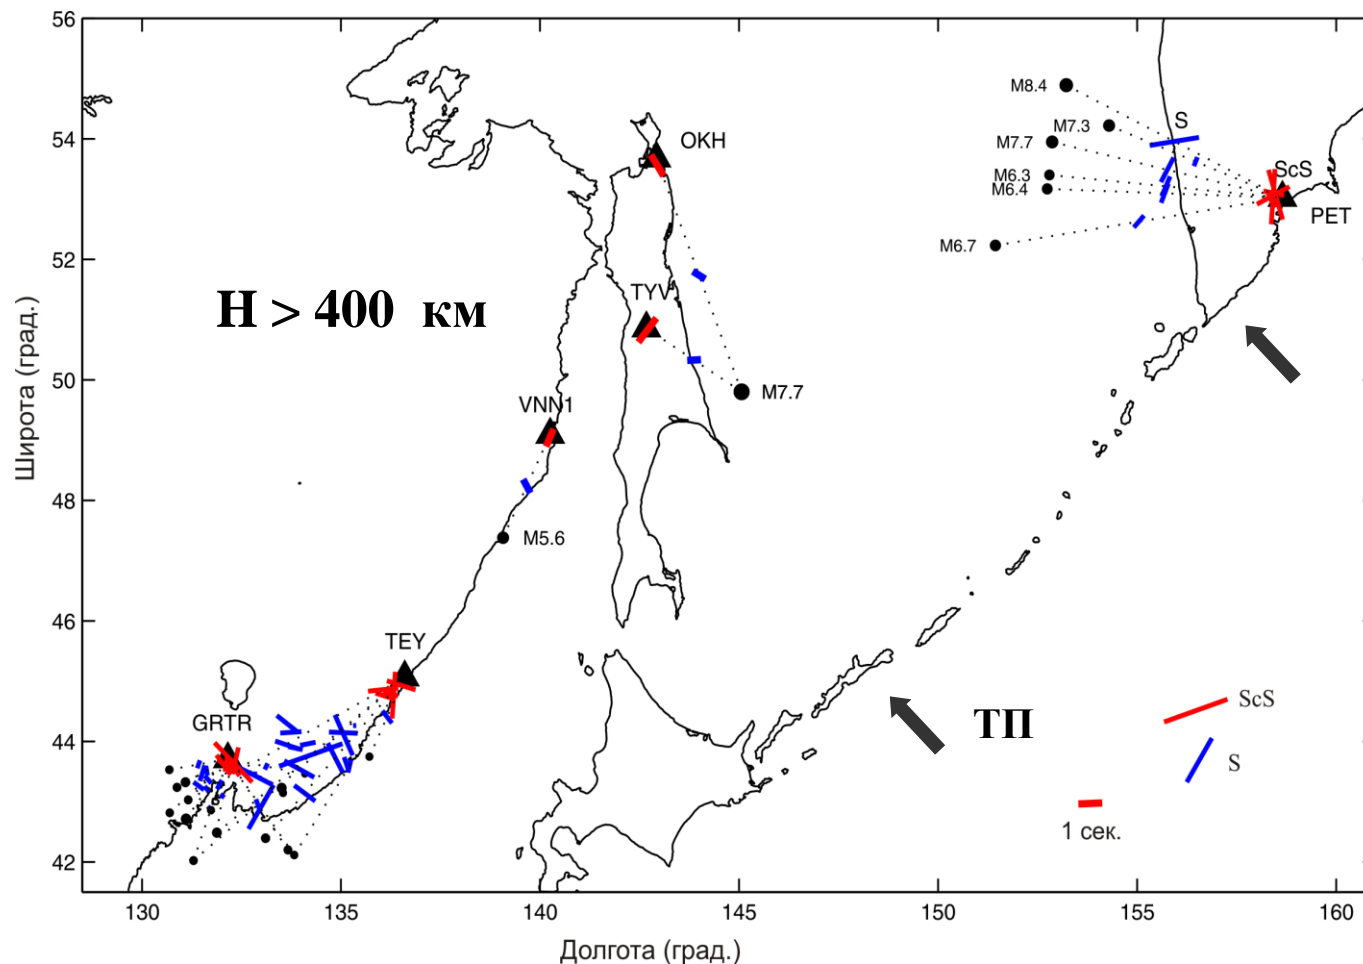 56
54
52
50
48
46
44
42
Широта (град.)
OKH
M8.4
M7.3
S
M7.7
ScS
M6.3
M6.4
PET
M6.7
H > 400 км
TYV
M7.7
VNN1
M5.6
TEY
GRTR
ТП
ScS
S
1 сек.
130
135
140
145
150
155
160
Долгота (град.)